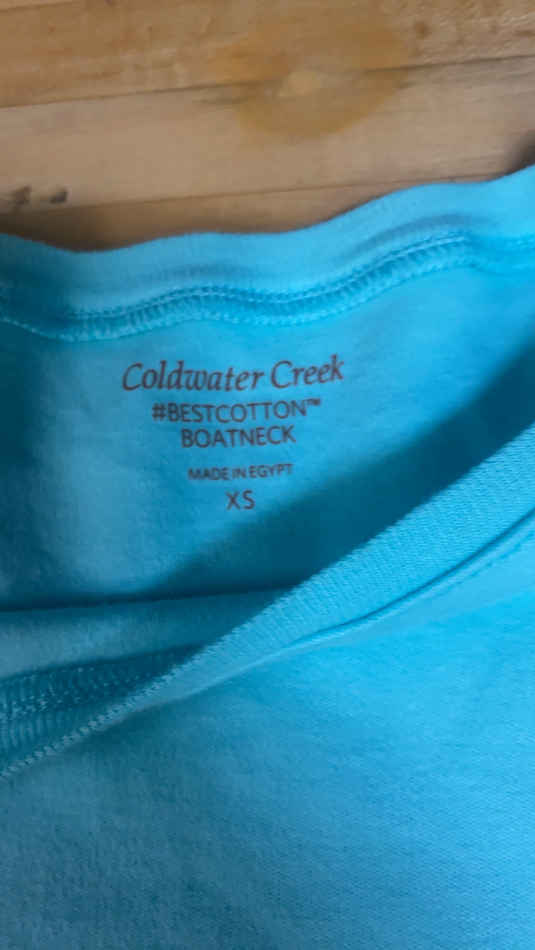 Coldwater Creek
#BESTCOTTON™
BOATNECK
MADE IN EGYPT
XS